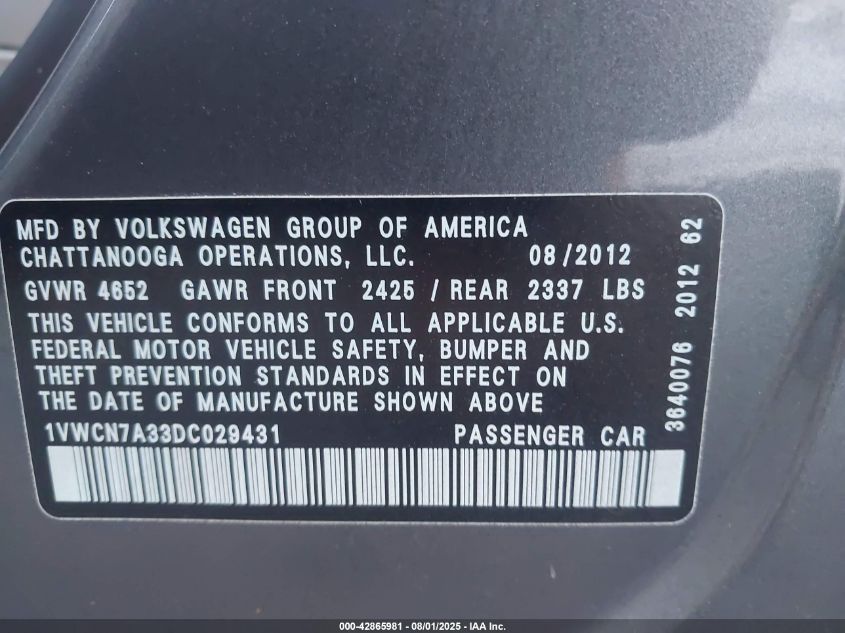 MFD BY VOLKSWAGEN GROUP OF AMERICA
CHATTANOOGA OPERATIONS, LLC. 08/2012
GVWR 4652 GAWR FRONT 2425 / REAR 2337 LBS
THIS VEHICLE CONFORMS TO ALL APPLICABLE U.S.
FEDERAL MOTOR VEHICLE SAFETY, BUMPER AND
THEFT PREVENTION STANDARDS IN EFFECT ON
THE DATE OF MANUFACTURE SHOWN ABOVE
1VWCN7A33DC029431 PASSENGER CAR
3640076 2012 62
000-42865981 - 08/01/2025 - IAA Inc.